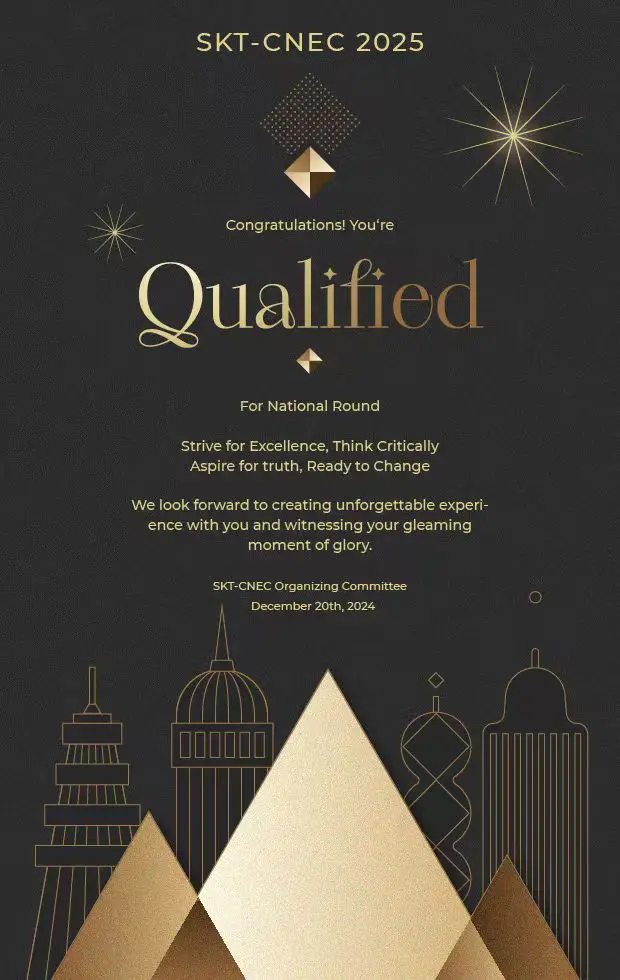 SKT-CNEC 2025
Congratulations! You‘re
Qualified
For National Round
Strive for Excellence, Think Critically
Aspire for truth, Ready to Change
We look forward to creating unforgettable experi-
ence with you and witnessing your gleaming
moment of glory.
SKT-CNEC Organizing Committee
December 20th, 2024